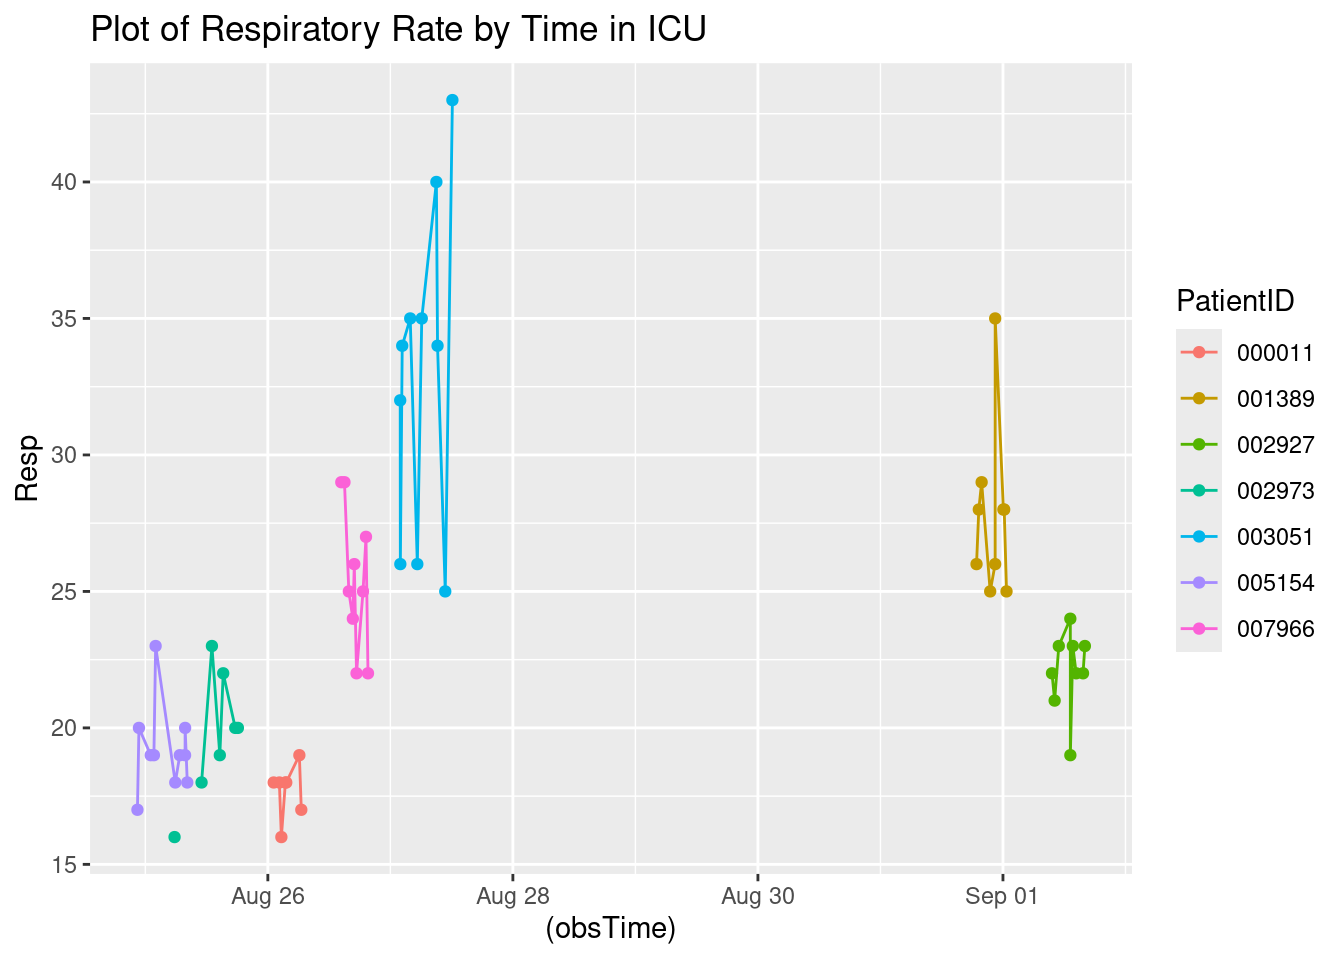 Plot of Respiratory Rate by Time in ICU
Resp
40
35
30
25
20
15
Aug 26
Aug 28
Aug 30
Sep 01
(obsTime)
PatientID
000011
001389
002927
002973
003051
005154
007966